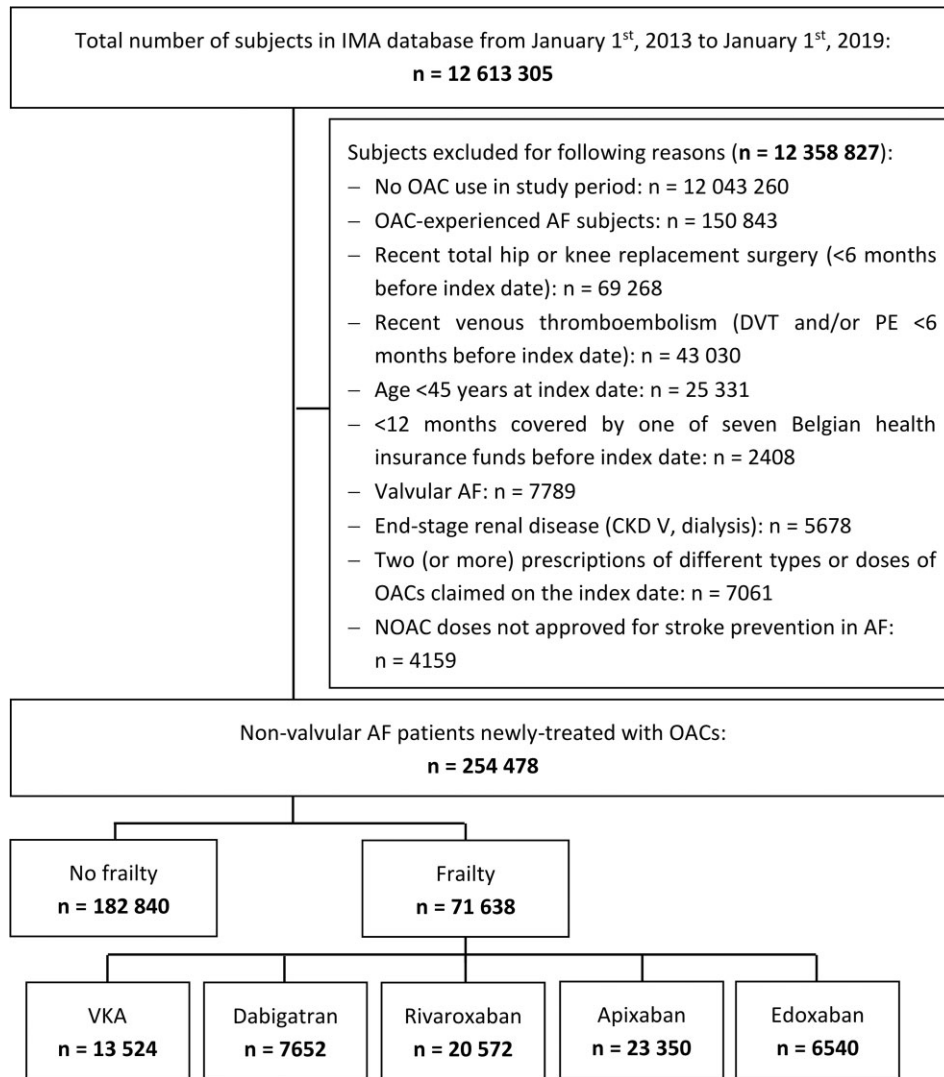 Total number of subjects in IMA database from January 1st, 2013 to January 1st, 2019:
n = 12 613 305
Subjects excluded for following reasons (n = 12 358 827):
– No OAC use in study period: n = 12 043 260
– OAC-experienced AF subjects: n = 150 843
– Recent total hip or knee replacement surgery (<6 months
before index date): n = 69 268
– Recent venous thromboembolism (DVT and/or PE <6
months before index date): n = 43 030
– Age <45 years at index date: n = 25 331
– <12 months covered by one of seven Belgian health
insurance funds before index date: n = 2408
– Valvular AF: n = 7789
– End-stage renal disease (CKD V, dialysis): n = 5678
– Two (or more) prescriptions of different types or doses of
OACs claimed on the index date: n = 7061
– NOAC doses not approved for stroke prevention in AF:
n = 4159
Non-valvular AF patients newly-treated with OACs:
n = 254 478
No frailty
n = 182 840
Frailty
n = 71 638
VKA
n = 13 524
Dabigatran
n = 7652
Rivaroxaban
n = 20 572
Apixaban
n = 23 350
Edoxaban
n = 6540